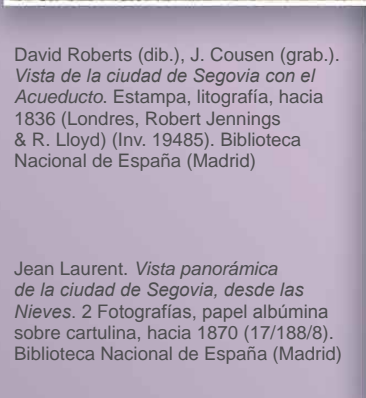 David Roberts (dib.), J. Cousen (grab.).
Vista de la ciudad de Segovia con el
Acueducto. Estampa, litografía, hacia
1836 (Londres, Robert Jennings
& R. Lloyd) (Inv. 19485). Biblioteca
Nacional de España (Madrid)
Jean Laurent. Vista panorámica
de la ciudad de Segovia, desde las
Nieves. 2 Fotografías, papel albúmina
sobre cartulina, hacia 1870 (17/188/8).
Biblioteca Nacional de España (Madrid)